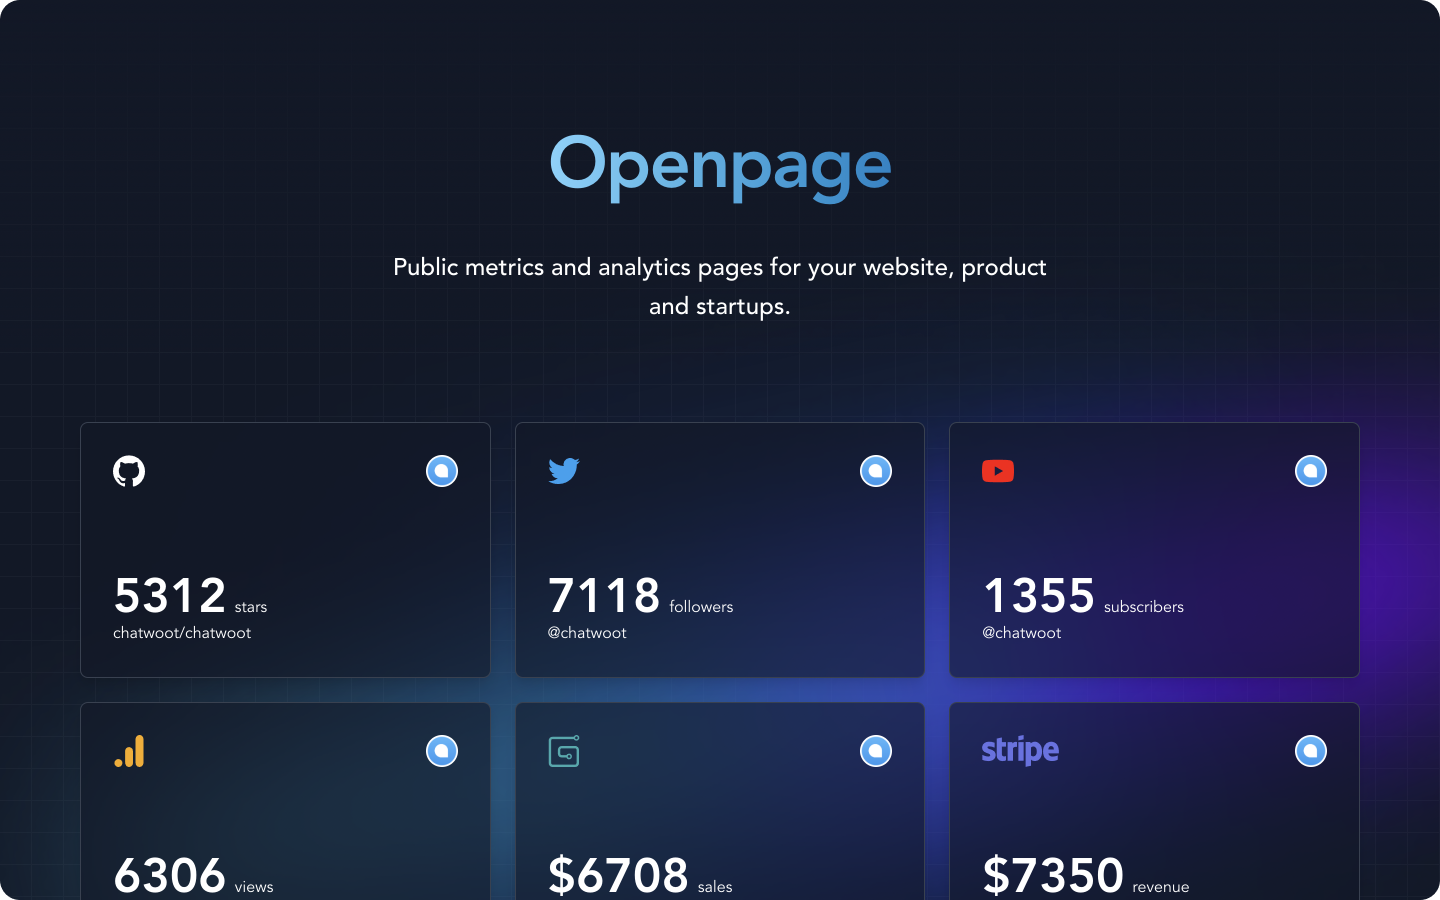 Openpage
Public metrics and analytics pages for your website, product
and startups.
5312 stars
chatwoot/chatwoot
7118 followers
@chatwoot
1355 subscribers
@chatwoot
stripe
6306 views
$6708 sales
$7350 revenue